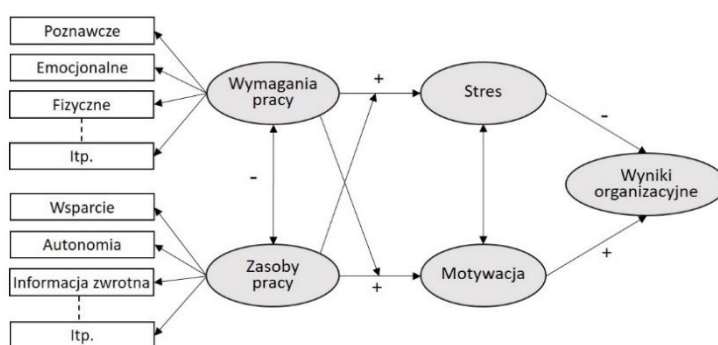 Poznawcze
Emocjonalne
Fizyczne
Itp.
Wsparcie
Autonomia
Informacja zwrotna
Itp.
Wymagania
pracy
Zasoby
pracy
-
+
+
Stres
Motywacja
-
+
Wyniki
organizacyjne